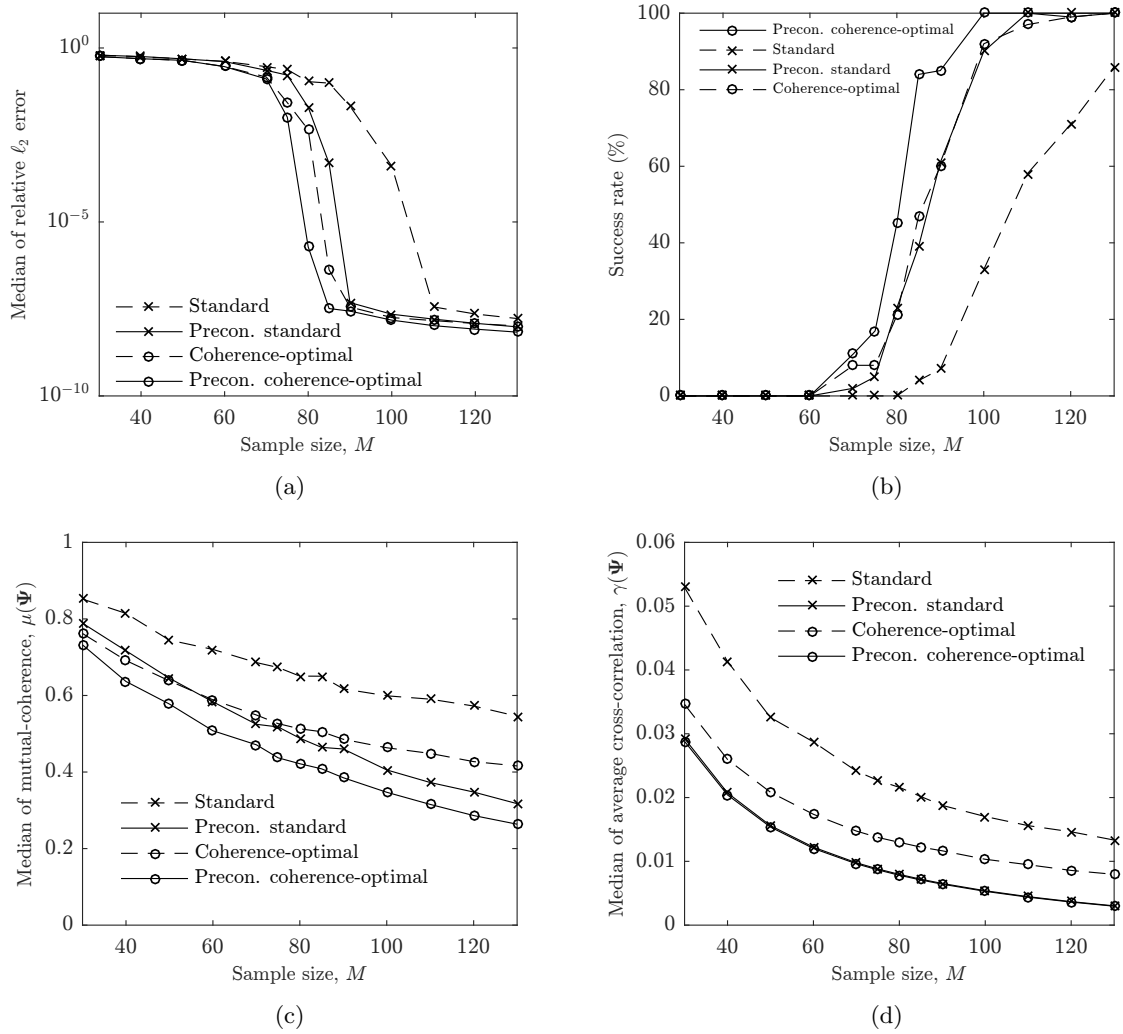 10^0
10^{-5}
10^{-10}
Median of relative ℓ_2 error
Standard
Precon. standard
Coherence-optimal
Precon. coherence-optimal
40 60 80 100 120
Sample size, M
(a)
100
80
60
40
20
0
Success rate (%)
Precon. coherence-optimal
Standard
Precon. standard
Coherence-optimal
40 60 80 100 120
Sample size, M
(b)
1
0.8
0.6
0.4
0.2
0
Median of mutual-coherence, μ(Ψ)
Standard
Precon. standard
Coherence-optimal
Precon. coherence-optimal
40 60 80 100 120
Sample size, M
(c)
0.06
0.05
0.04
0.03
0.02
0.01
0
Median of average cross-correlation, γ(Ψ)
Standard
Precon. standard
Coherence-optimal
Precon. coherence-optimal
40 60 80 100 120
Sample size, M
(d)